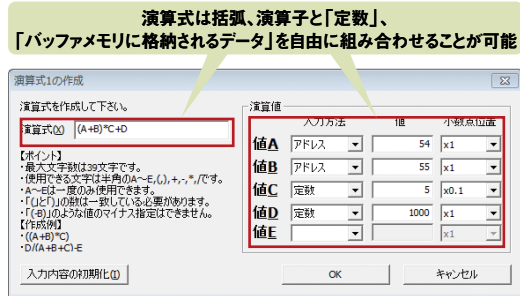 演算式は括弧、演算子と「定数」、
「バッファメモリに格納されるデータ」を自由に組み合わせることが可能
演算式1の作成
演算式を作成して下さい。
演算式(X) (A+B)*C+D
【ポイント】
・最大文字数は39文字です。
・使用できる文字は半角のA～E,(,),+,-,*,/です。
・A～Eは一度のみ使用できます。
・「(」と「)」の数は一致している必要があります。
・「(-B)」のような値のマイナス指定はできません。
【作成例】
・((A+B)*C)
・D/(A+B+C)-E
入力内容の初期化(I)
演算値
入力方法 値 小数点位置
値A アドレス 54 x1
値B アドレス 55 x1
値C 定数 5 x0.1
値D 定数 1000 x1
値E x1
OK キャンセル